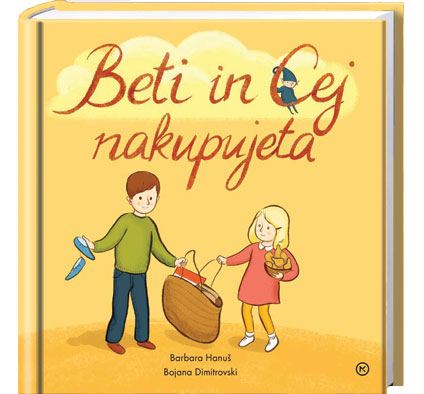 Beti in Cej
nakupujeta
Barbara Hanuš
Bojana Dimitrovski